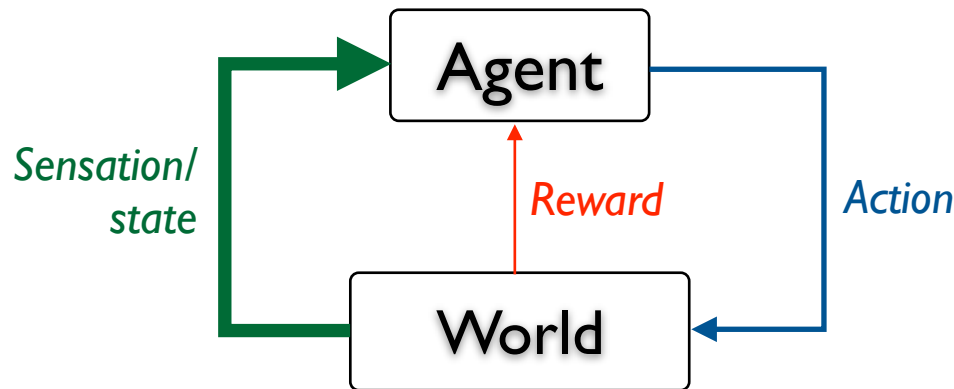 Agent
Sensation/
state
Reward
Action
World